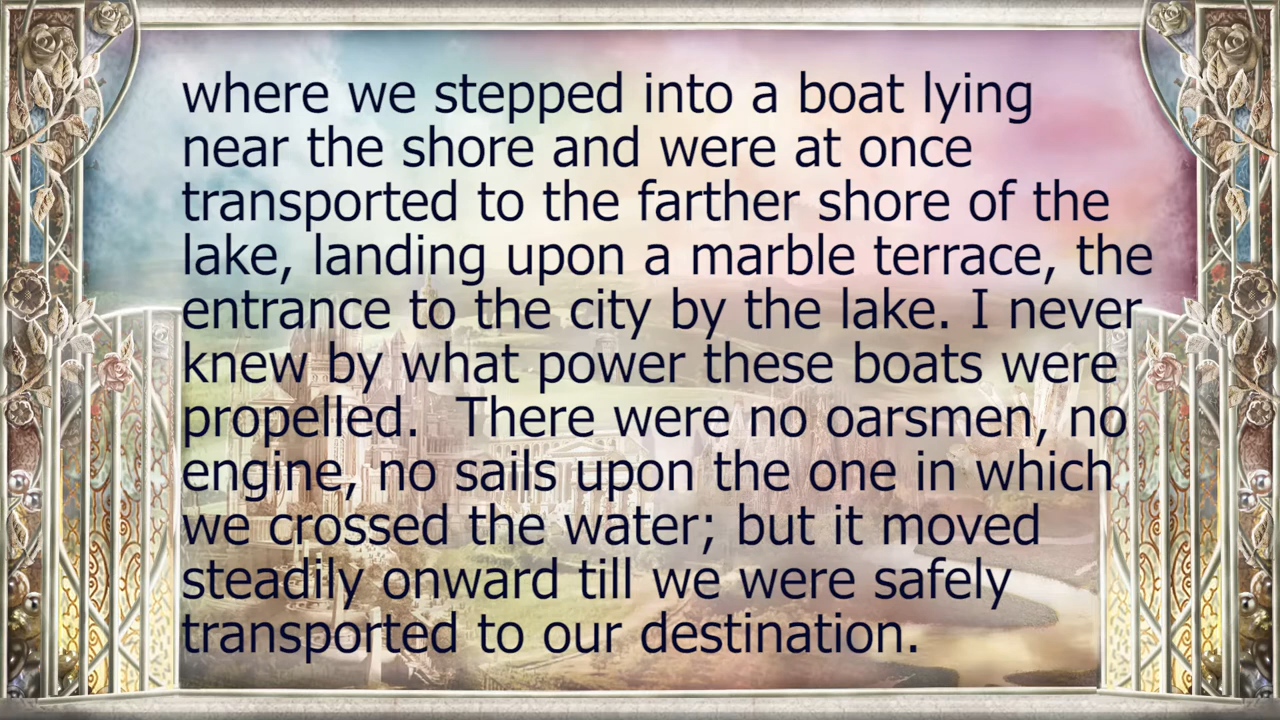 where we stepped into a boat lying
near the shore and were at once
transported to the farther shore of the
lake, landing upon a marble terrace, the
entrance to the city by the lake. I never
knew by what power these boats were
propelled.  There were no oarsmen, no
engine, no sails upon the one in which
we crossed the water; but it moved
steadily onward till we were safely
transported to our destination.